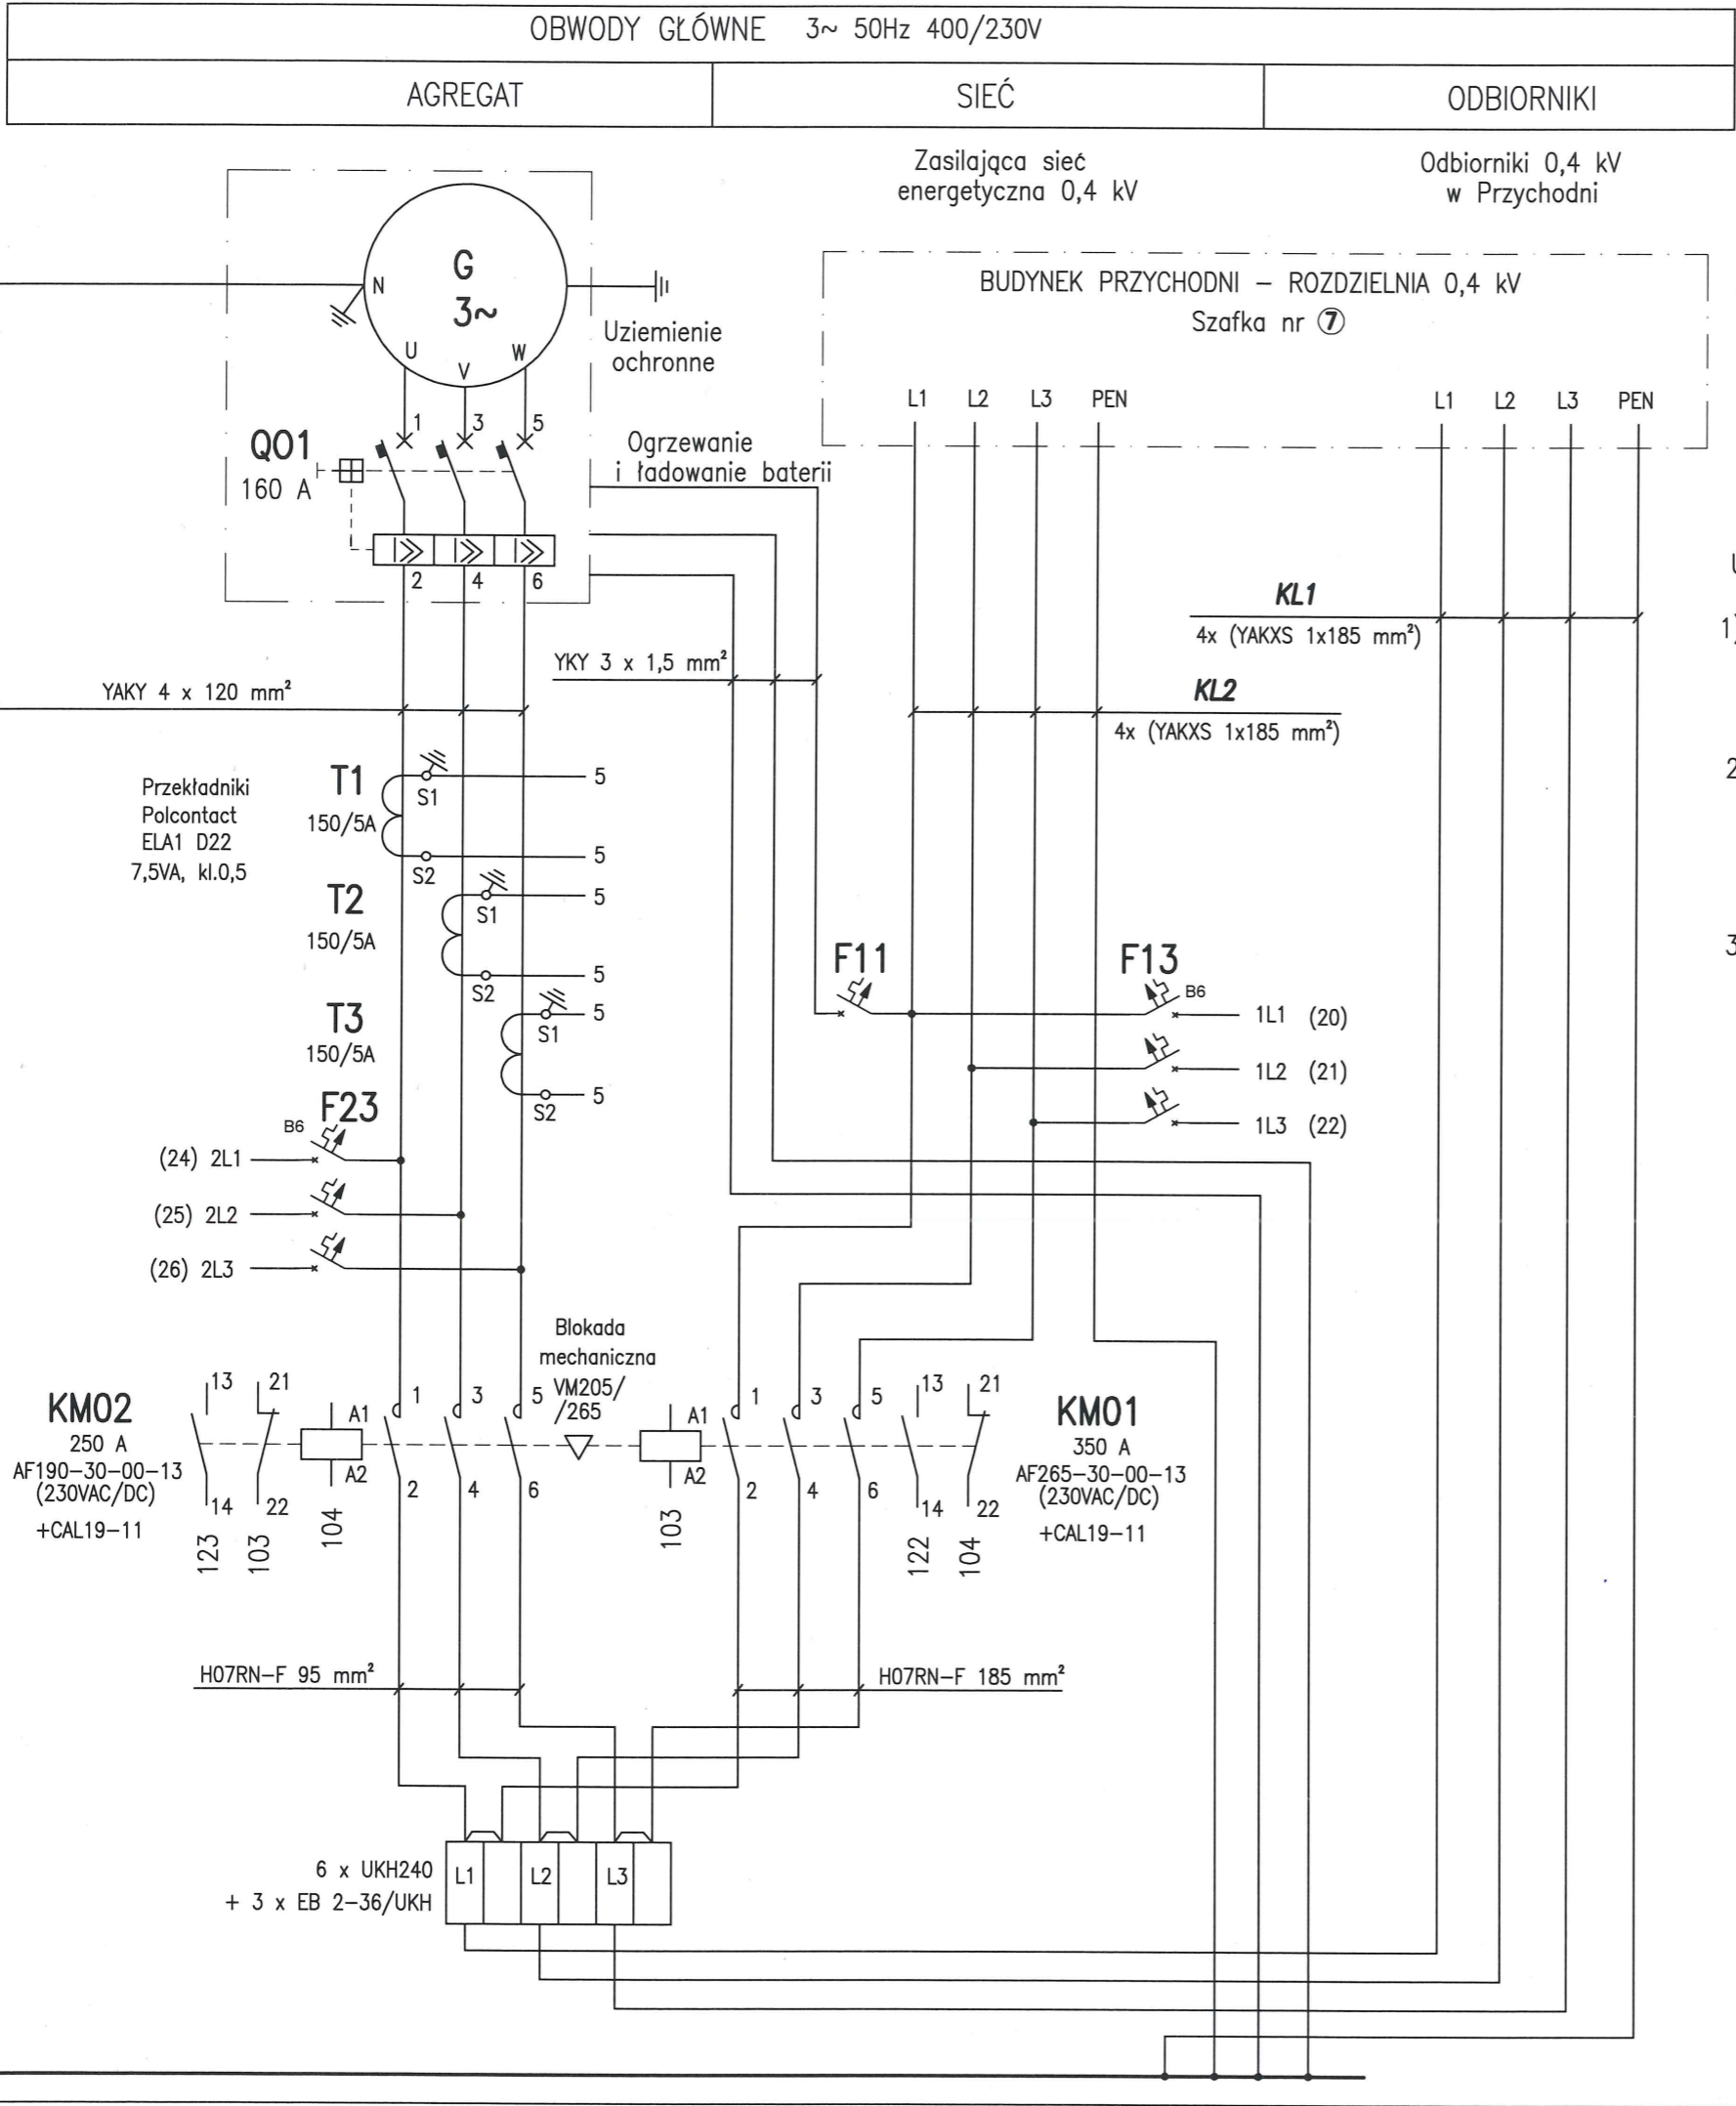 OBWODY GŁÓWNE 3~ 50Hz 400/230V
AGREGAT
SIEĆ
ODBIORNIKI
Zasilająca sieć
energetyczna 0,4 kV
Odbiorniki 0,4 kV
w Przychodni
G
3~
N
U
V
W
Uziemienie
ochronne
BUDYNEK PRZYCHODNI – ROZDZIELNIA 0,4 kV
Szafka nr 7
L1 L2 L3 PEN
L1 L2 L3 PEN
Q01
160 A
1 3 5
I>> I>> I>>
2 4 6
Ogrzewanie
i ładowanie baterii
KL1
4x (YAKXS 1x185 mm²)
1)
YKY 3 x 1,5 mm²
YAKY 4 x 120 mm²
KL2
4x (YAKXS 1x185 mm²)
2
Przekładniki
Polcontact
ELA1 D22
7,5VA, kl.0,5
T1
150/5A
S1
5
S2
5
T2
150/5A
S1
5
S2
5
T3
150/5A
S1
5
S2
5
3
F11
F13
B6
1L1 (20)
1L2 (21)
1L3 (22)
F23
B6
(24) 2L1
(25) 2L2
(26) 2L3
Blokada
mechaniczna
VM205/
/265
KM02
250 A
AF190–30–00–13
(230VAC/DC)
+CAL19–11
13
14
123
21
22
103
A1
A2
104
1 3 5
2 4 6
A1
A2
103
1 3 5
2 4 6
13
14
122
21
22
104
KM01
350 A
AF265–30–00–13
(230VAC/DC)
+CAL19–11
H07RN–F 95 mm²
H07RN–F 185 mm²
6 x UKH240
+ 3 x EB 2–36/UKH
L1 L2 L3